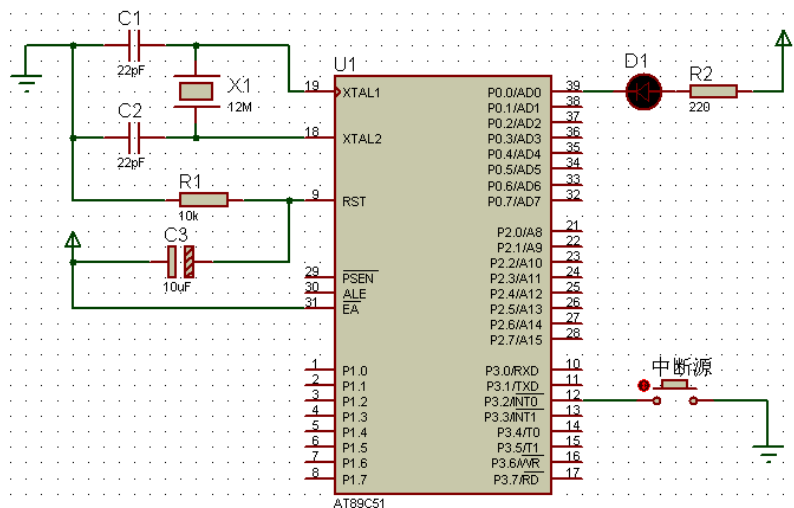 C1
22pF
X1
12M
C2
22pF
R1
10k
C3
10uF
U1
19 XTAL1
18 XTAL2
9 RST
29 PSEN
30 ALE
31 EA
1 P1.0
2 P1.1
3 P1.2
4 P1.3
5 P1.4
6 P1.5
7 P1.6
8 P1.7
P0.0/AD0 39
P0.1/AD1 38
P0.2/AD2 37
P0.3/AD3 36
P0.4/AD4 35
P0.5/AD5 34
P0.6/AD6 33
P0.7/AD7 32
P2.0/A8 21
P2.1/A9 22
P2.2/A10 23
P2.3/A11 24
P2.4/A12 25
P2.5/A13 26
P2.6/A14 27
P2.7/A15 28
P3.0/RXD 10
P3.1/TXD 11
P3.2/INT0 12
P3.3/INT1 13
P3.4/T0 14
P3.5/T1 15
P3.6/WR 16
P3.7/RD 17
AT89C51
D1
R2
220
中断源